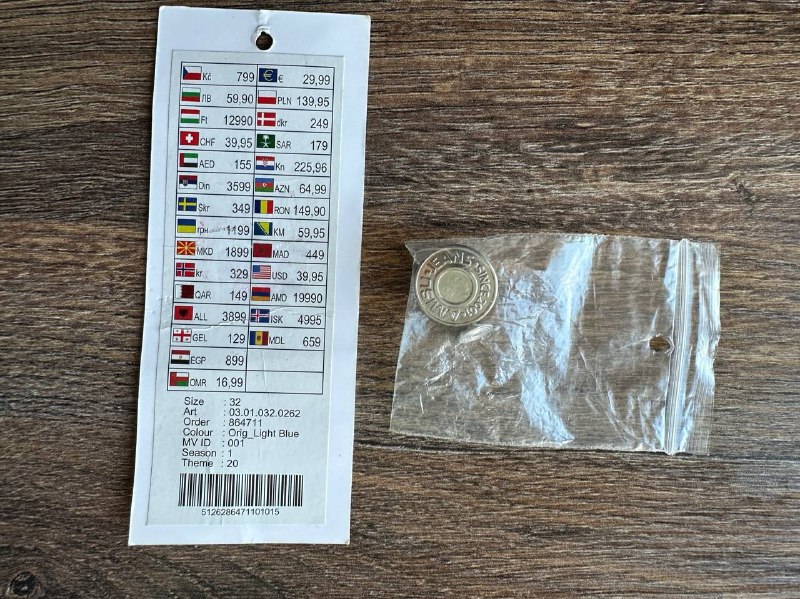 Kč 799 € 29,99
ЛВ 59,90 PLN 139,95
Ft 12990 dkr 249
CHF 39,95 SAR 179
AED 155 Kn 225,96
Din 3599 AZN 64,99
Skr 349 RON 149,90
грн 1199 KM 59,95
MKD 1899 MAD 449
kr 329 USD 39,95
QAR 149 AMD 19990
ALL 3899 ISK 4995
GEL 129 MDL 659
EGP 899
OMR 16,99
Size : 32
Art : 03.01.032.0262
Order : 864711
Colour : Orig_Light Blue
MV ID : 001
Season : 1
Theme : 20
5126286471101015
JEANS